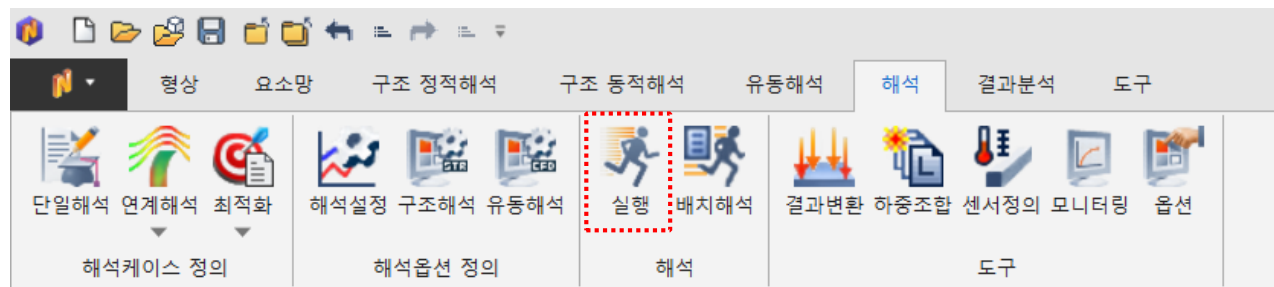 형상 요소망 구조 정적해석 구조 동적해석 유동해석 해석 결과분석 도구
STR CFD
단일해석 연계해석 최적화 해석설정 구조해석 유동해석 실행 배치해석 결과변환 하중조합 센서정의 모니터링 옵션
해석케이스 정의 해석옵션 정의 해석 도구